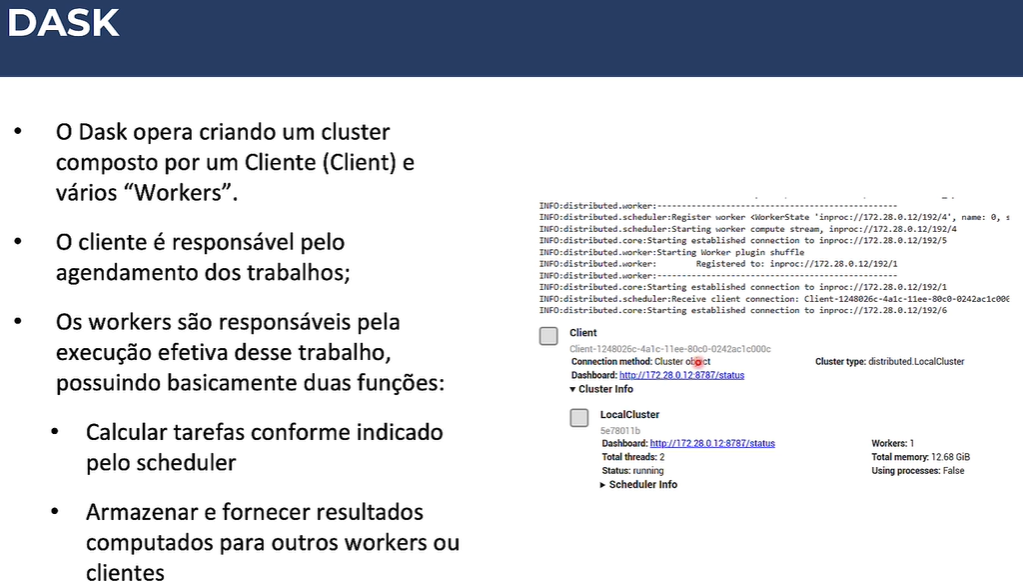 DASK
• O Dask opera criando um cluster
composto por um Cliente (Client) e
vários “Workers”.
• O cliente é responsável pelo
agendamento dos trabalhos;
• Os workers são responsáveis pela
execução efetiva desse trabalho,
possuindo basicamente duas funções:
• Calcular tarefas conforme indicado
pelo scheduler
• Armazenar e fornecer resultados
computados para outros workers ou
clientes
INFO:distributed.worker:-------------------------------------------------
INFO:distributed.scheduler:Register worker <WorkerState 'inproc://172.28.0.12/192/4', name: 0, s
INFO:distributed.scheduler:Starting worker compute stream, inproc://172.28.0.12/192/4
INFO:distributed.core:Starting established connection to inproc://172.28.0.12/192/5
INFO:distributed.worker:Starting Worker plugin shuffle
INFO:distributed.worker:         Registered to: inproc://172.28.0.12/192/1
INFO:distributed.worker:-------------------------------------------------
INFO:distributed.core:Starting established connection to inproc://172.28.0.12/192/1
INFO:distributed.scheduler:Receive client connection: Client-1248026c-4a1c-11ee-80c0-0242ac1c000
INFO:distributed.core:Starting established connection to inproc://172.28.0.12/192/6
Client
Client-1248026c-4a1c-11ee-80c0-0242ac1c000c
Connection method: Cluster object Cluster type: distributed.LocalCluster
Dashboard: http://172.28.0.12:8787/status
▾ Cluster Info
LocalCluster
5e78011b
Dashboard: http://172.28.0.12:8787/status Workers: 1
Total threads: 2 Total memory: 12.68 GiB
Status: running Using processes: False
▸ Scheduler Info